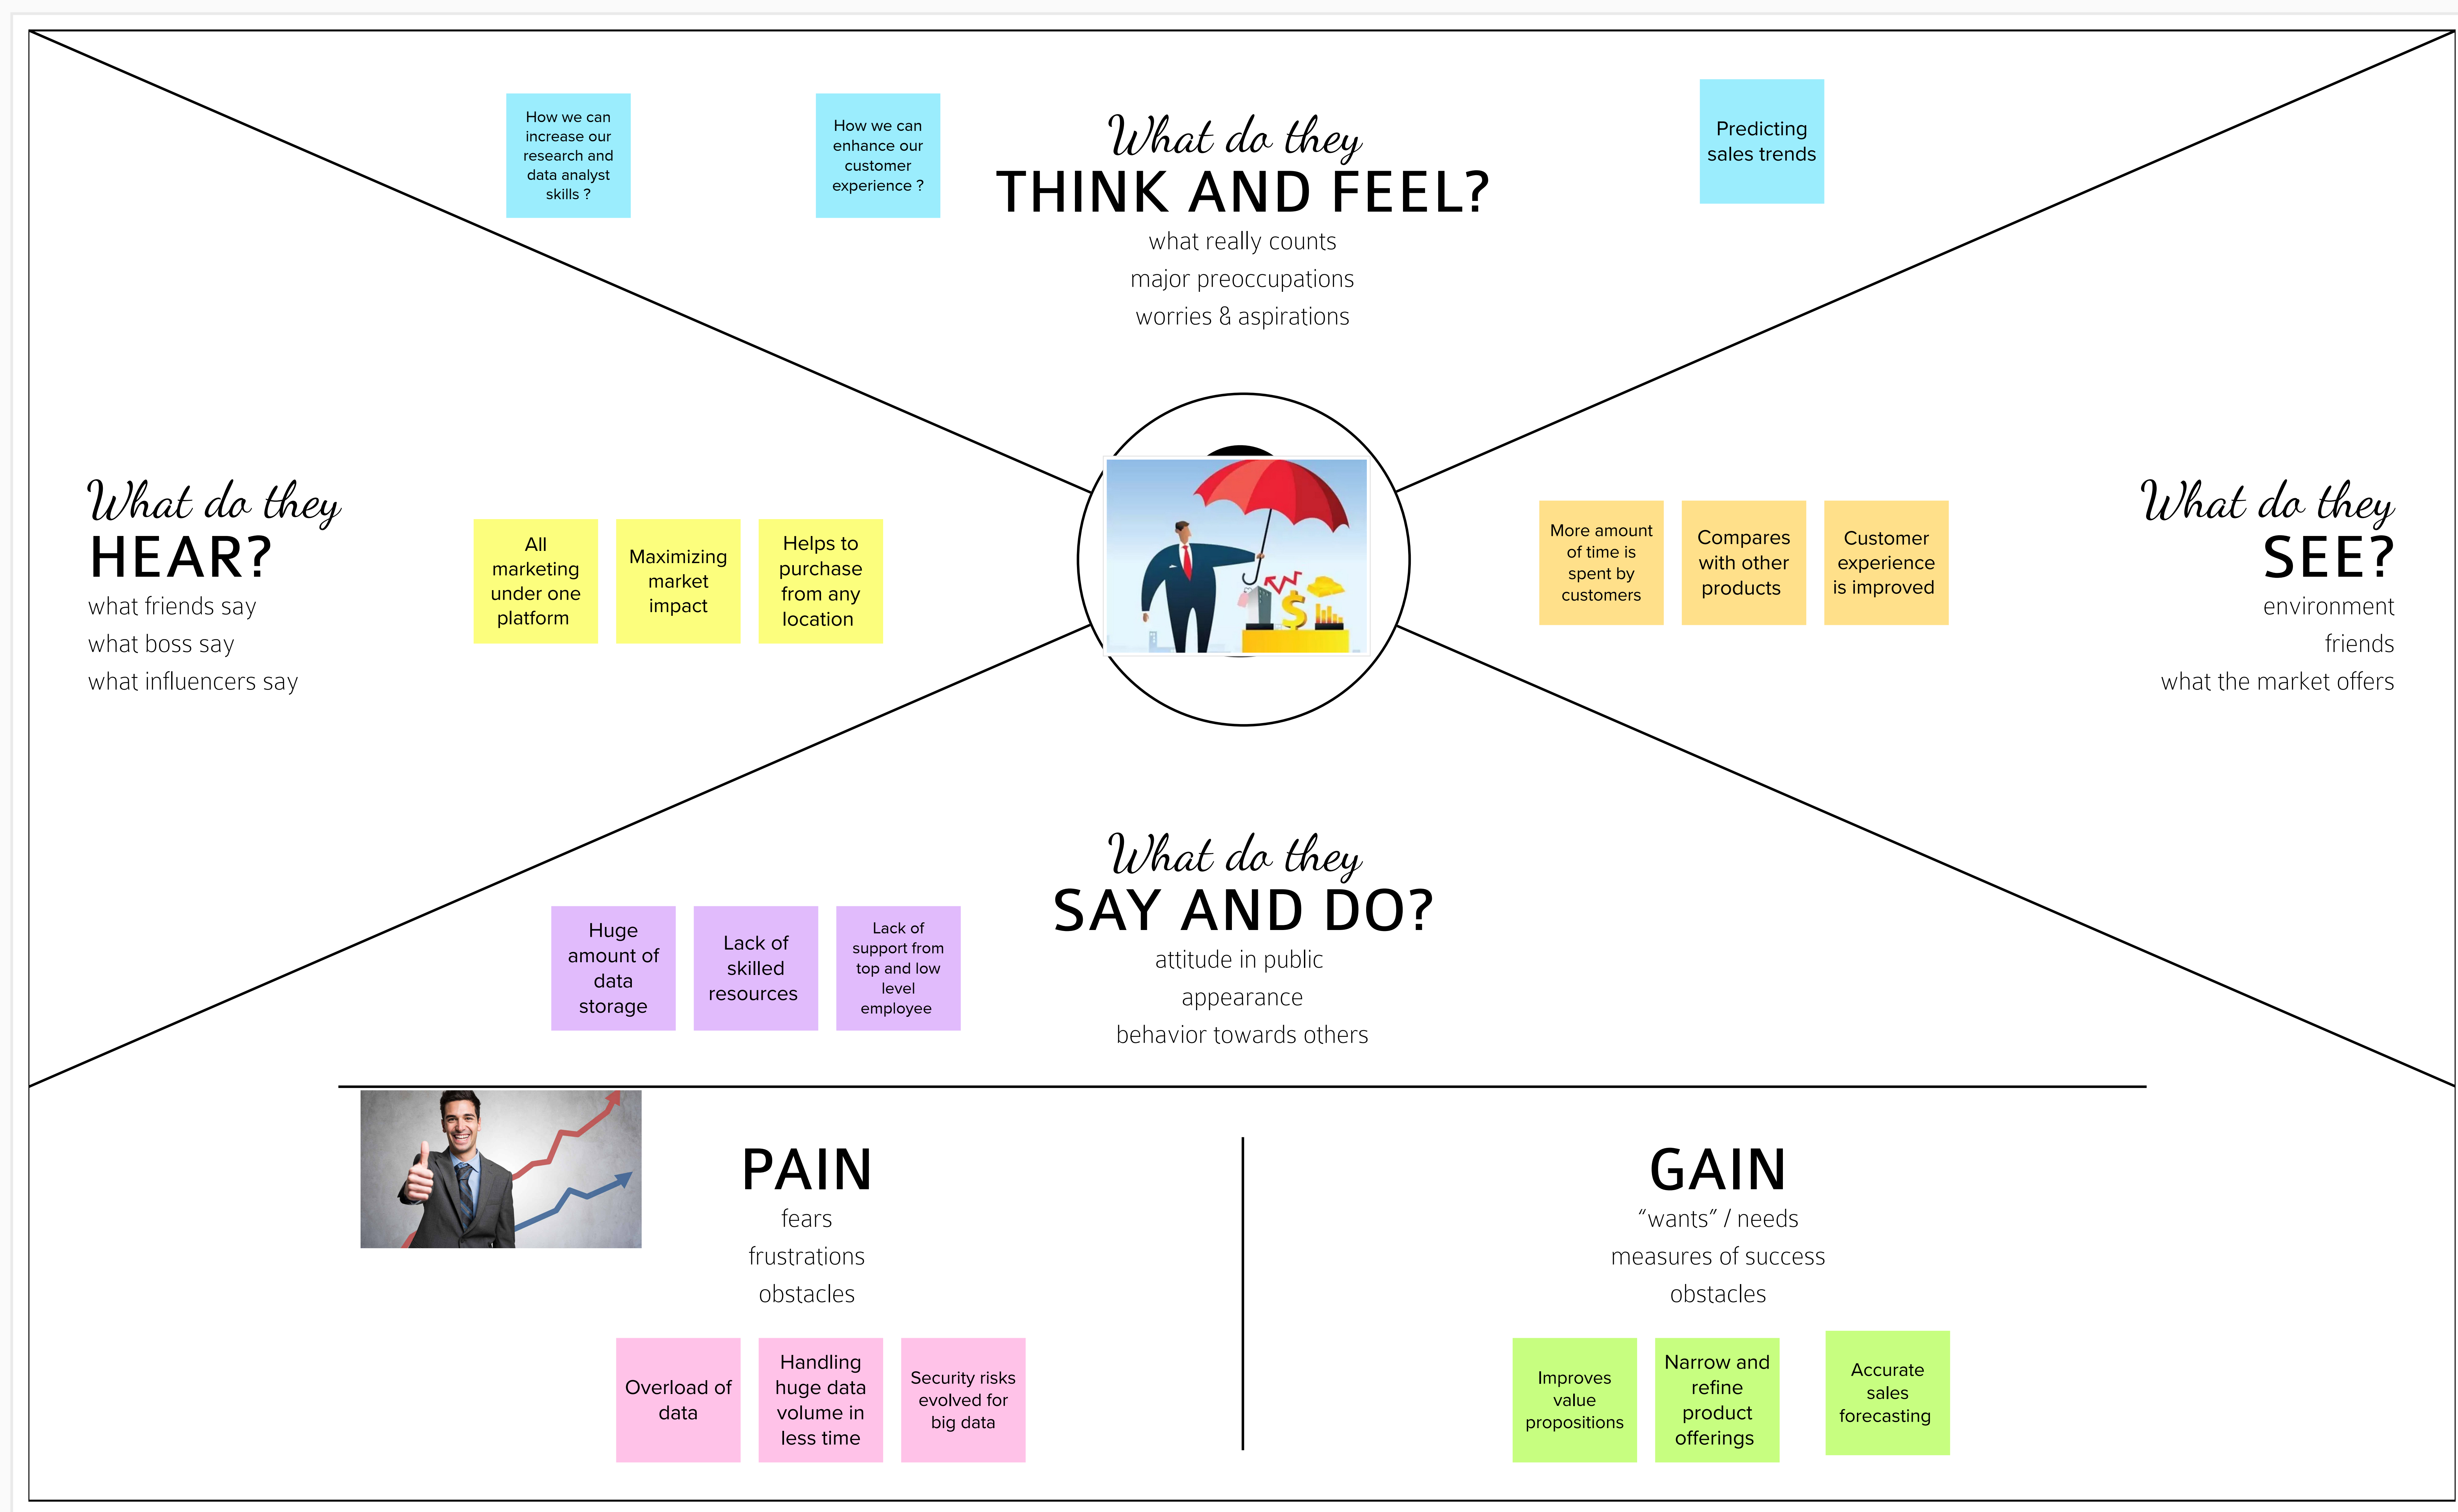 How we can
increase our
research and
data analyst
skills ?
How we can
enhance our
customer
experience ?
What do they
THINK AND FEEL?
what really counts
major preoccupations
worries & aspirations
Predicting
sales trends
What do they
HEAR?
what friends say
what boss say
what influencers say
All
marketing
under one
platform
Maximizing
market
impact
Helps to
purchase
from any
location
$
More amount
of time is
spent by
customers
Compares
with other
products
Customer
experience
is improved
What do they
SEE?
environment
friends
what the market offers
What do they
SAY AND DO?
attitude in public
appearance
behavior towards others
Huge
amount of
data
storage
Lack of
skilled
resources
Lack of
support from
top and low
level
employee
PAIN
fears
frustrations
obstacles
Overload of
data
Handling
huge data
volume in
less time
Security risks
evolved for
big data
GAIN
“wants” / needs
measures of success
obstacles
Improves
value
propositions
Narrow and
refine
product
offerings
Accurate
sales
forecasting